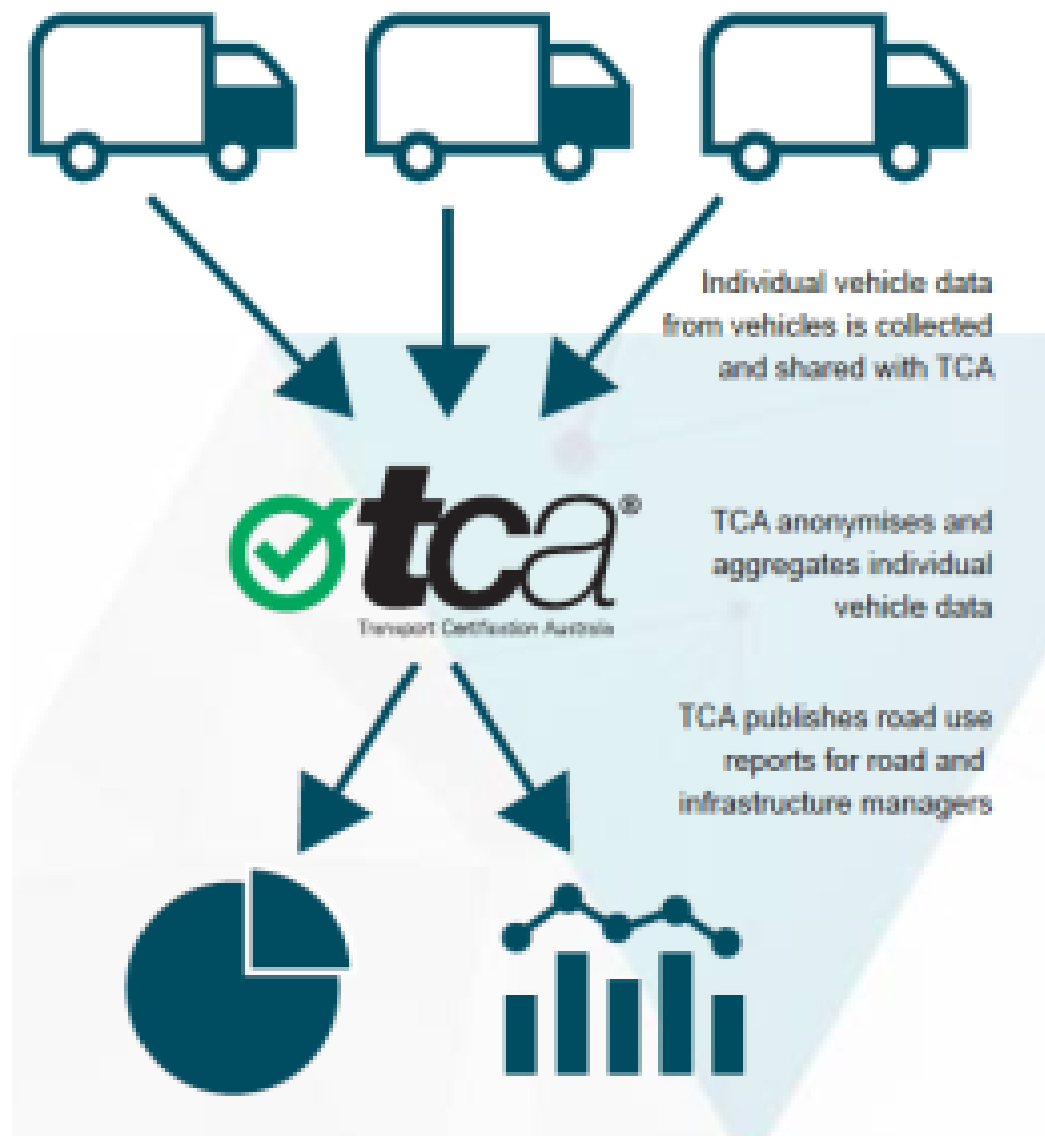 Individual vehicle data
from vehicles is collected
and shared with TCA
tca®
Transport Certification Australia
TCA anonymises and
aggregates individual
vehicle data
TCA publishes road use
reports for road and
infrastructure managers